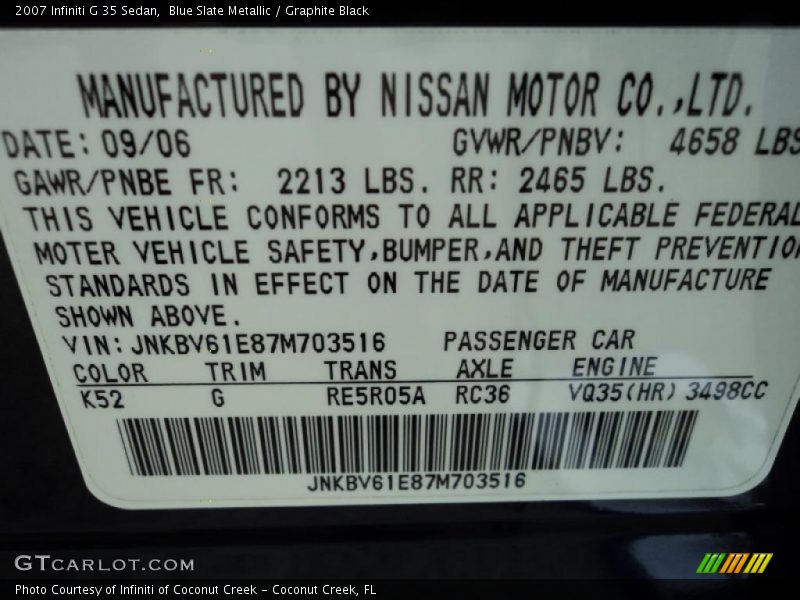 2007 Infiniti G 35 Sedan,  Blue Slate Metallic / Graphite Black
MANUFACTURED BY NISSAN MOTOR CO.,LTD.
DATE: 09/06 GVWR/PNBV: 4658 LBS
GAWR/PNBE FR: 2213 LBS. RR: 2465 LBS.
THIS VEHICLE CONFORMS TO ALL APPLICABLE FEDERAL
MOTER VEHICLE SAFETY,BUMPER,AND THEFT PREVENTION
STANDARDS IN EFFECT ON THE DATE OF MANUFACTURE
SHOWN ABOVE.
VIN: JNKBV61E87M703516 PASSENGER CAR
COLOR TRIM TRANS AXLE ENGINE
K52 G RE5R05A RC36 VQ35(HR) 3498CC
JNKBV61E87M703516
GTCARLOT.COM
Photo Courtesy of Infiniti of Coconut Creek - Coconut Creek, FL